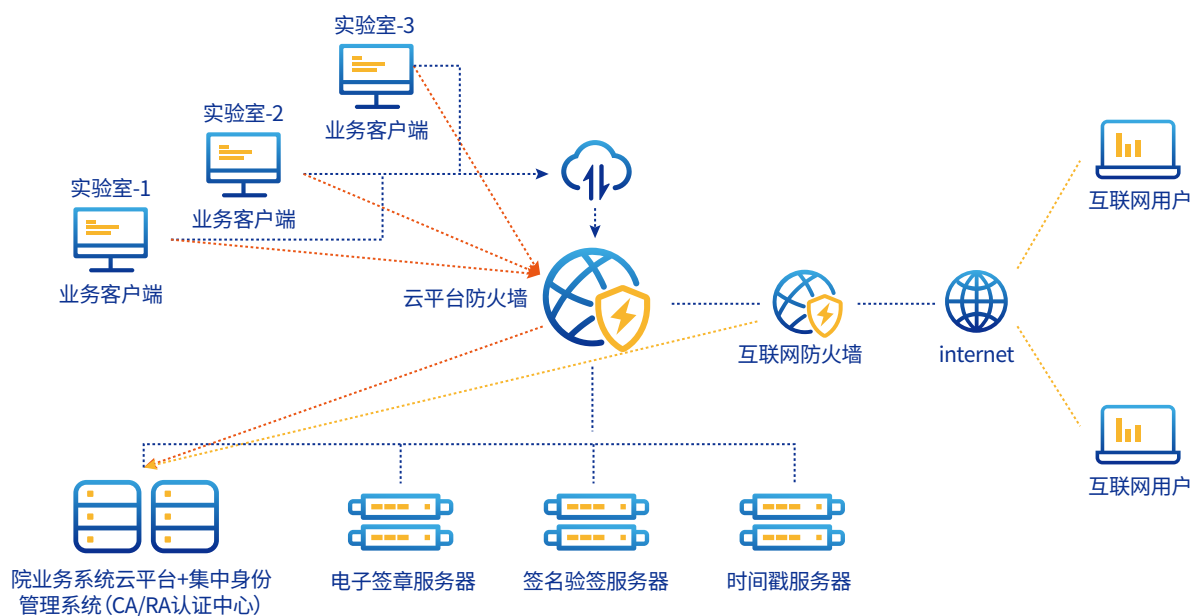 实验室-3
业务客户端
实验室-2
业务客户端
实验室-1
业务客户端
互联网用户
云平台防火墙
互联网防火墙
internet
互联网用户
院业务系统云平台+集中身份
管理系统(CA/RA认证中心)
电子签章服务器
签名验签服务器
时间戳服务器